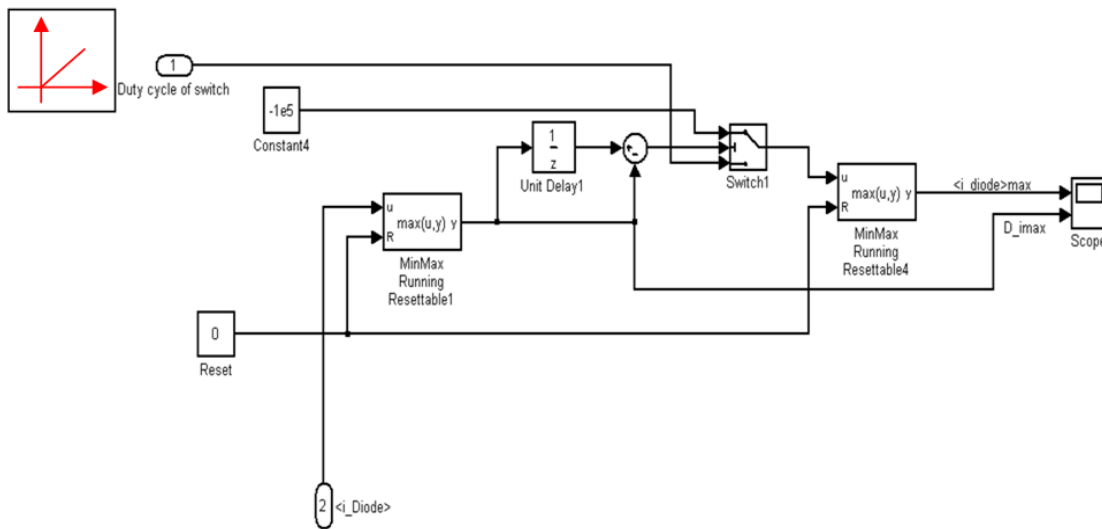 1
Duty cycle of switch
-1e5
Constant4
1
z
Unit Delay1
+
-
Switch1
u
R
max(u,y) y
MinMax
Running
Resettable4
<i_diode>max
D_imax
Scope
u
R
max(u,y) y
MinMax
Running
Resettable1
0
Reset
2
<i_Diode>